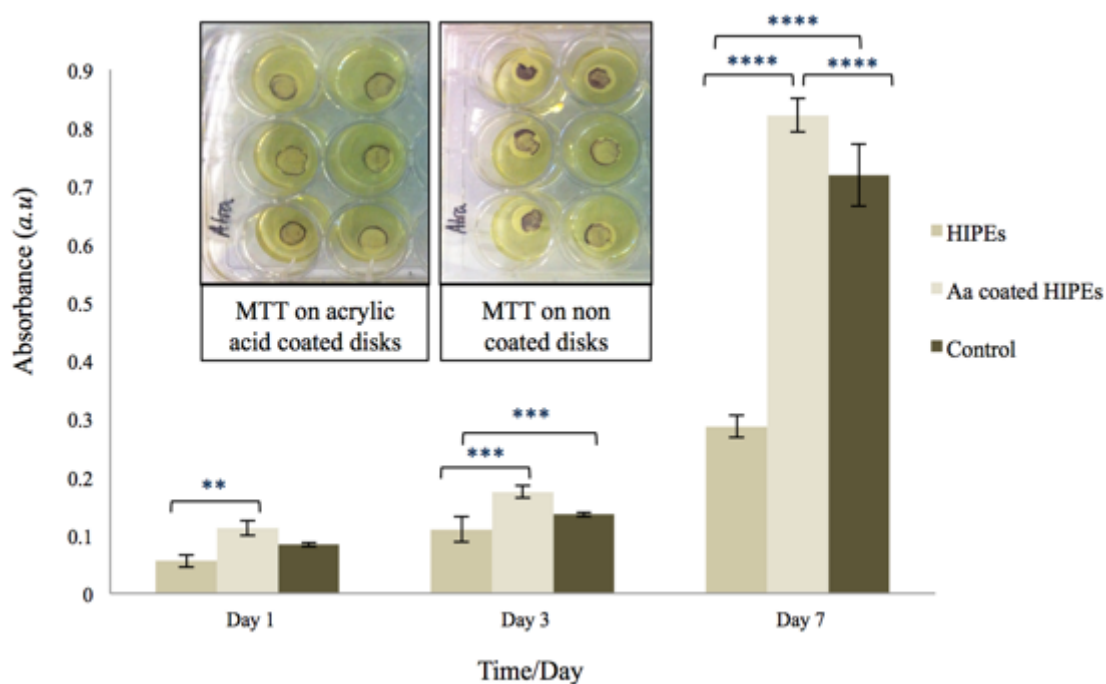 ****
**** ****
0.9
0.8
0.7
0.6
0.5
0.4
0.3
0.2
0.1
0
Absorbance (a.u)
MTT on acrylic
acid coated disks
MTT on non
coated disks
HIPEs
Aa coated HIPEs
Control
**
***
***
Day 1
Day 3
Day 7
Time/Day